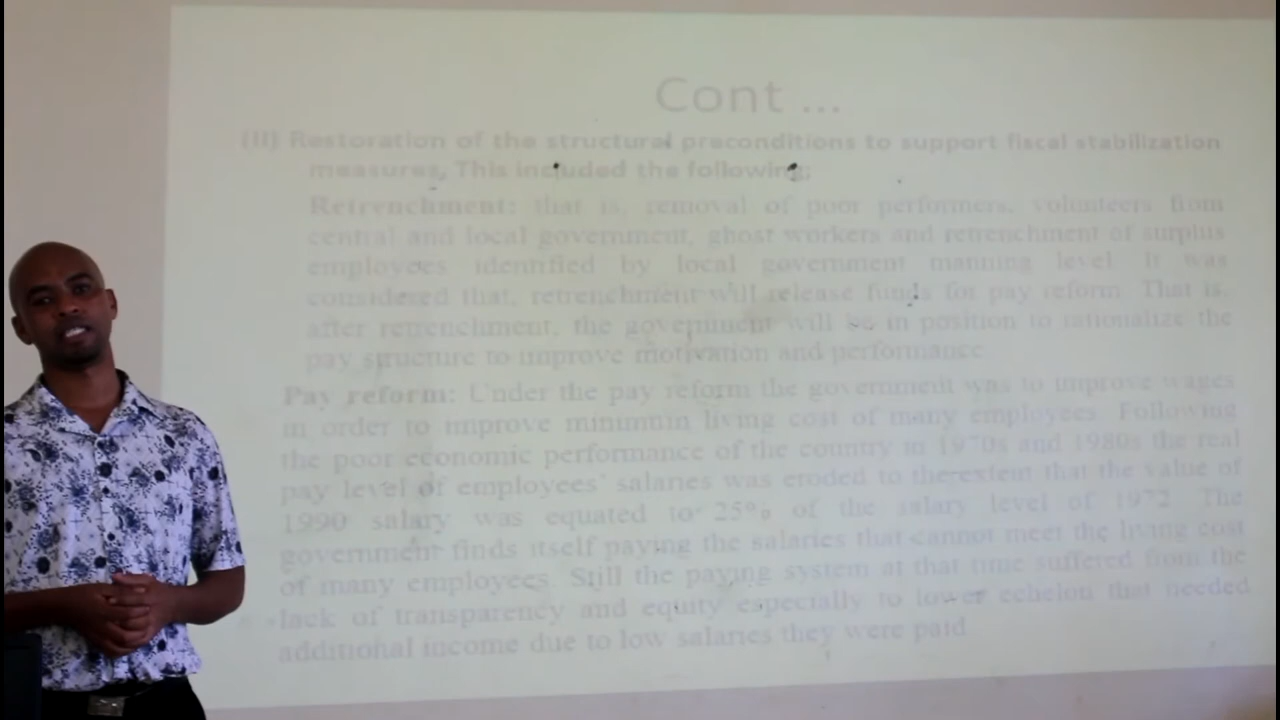 Cont ...
(II) Restoration of the structural preconditions to support fiscal stabilization
measures, This included the following;
Retrenchment: that is, removal of poor performers, volunteers from
central and local government, ghost workers and retrenchment of surplus
employees identified by local government manning level. It was
considered that, retrenchment will release funds for pay reform. That is,
after retrenchment, the government will be in position to rationalize the
pay structure to improve motivation and performance
Pay reform: Under the pay reform the government was to improve wages
in order to improve minimum living cost of many employees. Following
the poor economic performance of the country in 1970s and 1980s the real
pay level of employees' salaries was eroded to the extent that the value of
1990 salary was equated to 25% of the salary level of 1972. The
government finds itself paying the salaries that cannot meet the living cost
of many employees. Still the paying system at that time suffered from the
lack of transparency and equity especially to lower echelon that needed
additional income due to low salaries they were paid